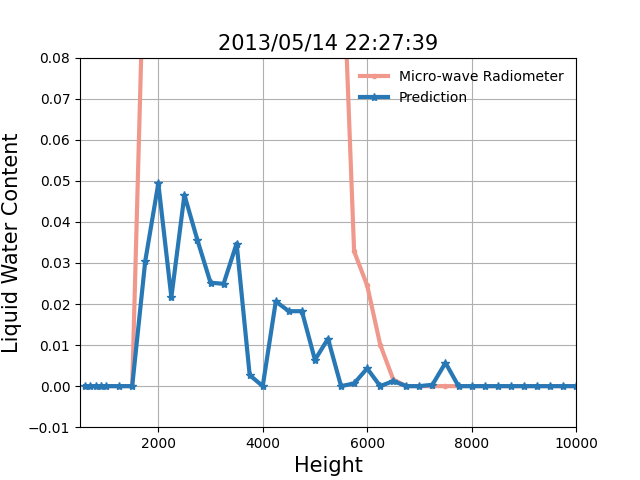 2013/05/14 22:27:39
Micro-wave Radiometer
Prediction
Liquid Water Content
0.08
0.07
0.06
0.05
0.04
0.03
0.02
0.01
0.00
−0.01
2000 4000 6000 8000 10000
Height